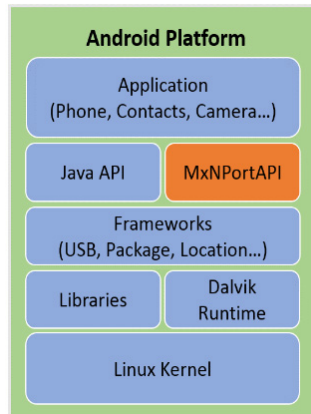 Android Platform
Application
(Phone, Contacts, Camera...)
Java API
MxNPortAPI
Frameworks
(USB, Package, Location...)
Libraries
Dalvik
Runtime
Linux Kernel